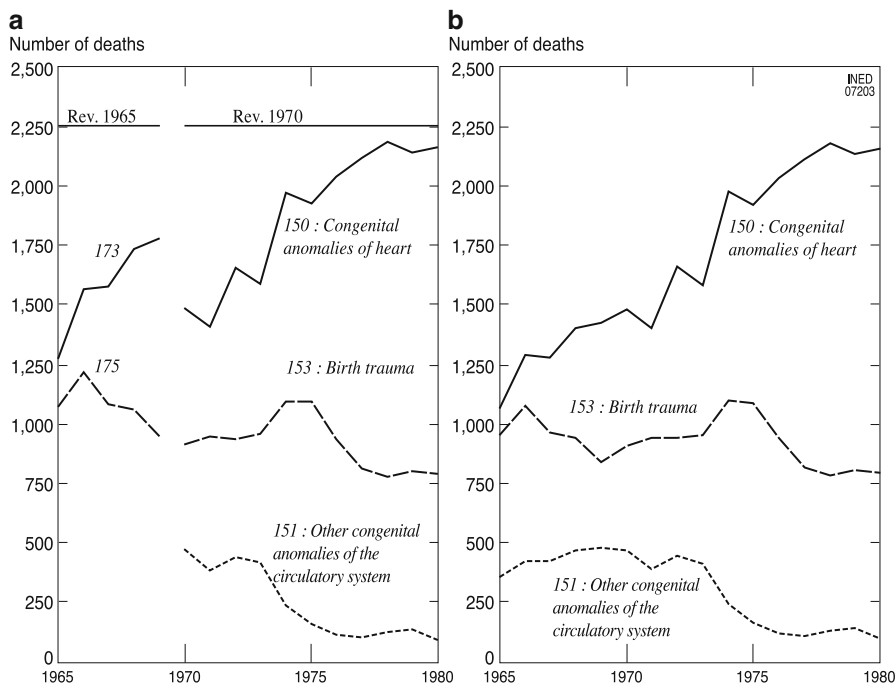 a
Number of deaths
2,500
2,250
2,000
1,750
1,500
1,250
1,000
750
500
250
0
1965
1970
1975
1980
Rev. 1965
Rev. 1970
173
150 : Congenital
anomalies of heart
175
153 : Birth trauma
151 : Other congenital
anomalies of the
circulatory system
b
Number of deaths
2,500
2,250
2,000
1,750
1,500
1,250
1,000
750
500
250
0
1965
1970
1975
1980
INED
07203
150 : Congenital
anomalies of heart
153 : Birth trauma
151 : Other congenital
anomalies of the
circulatory system